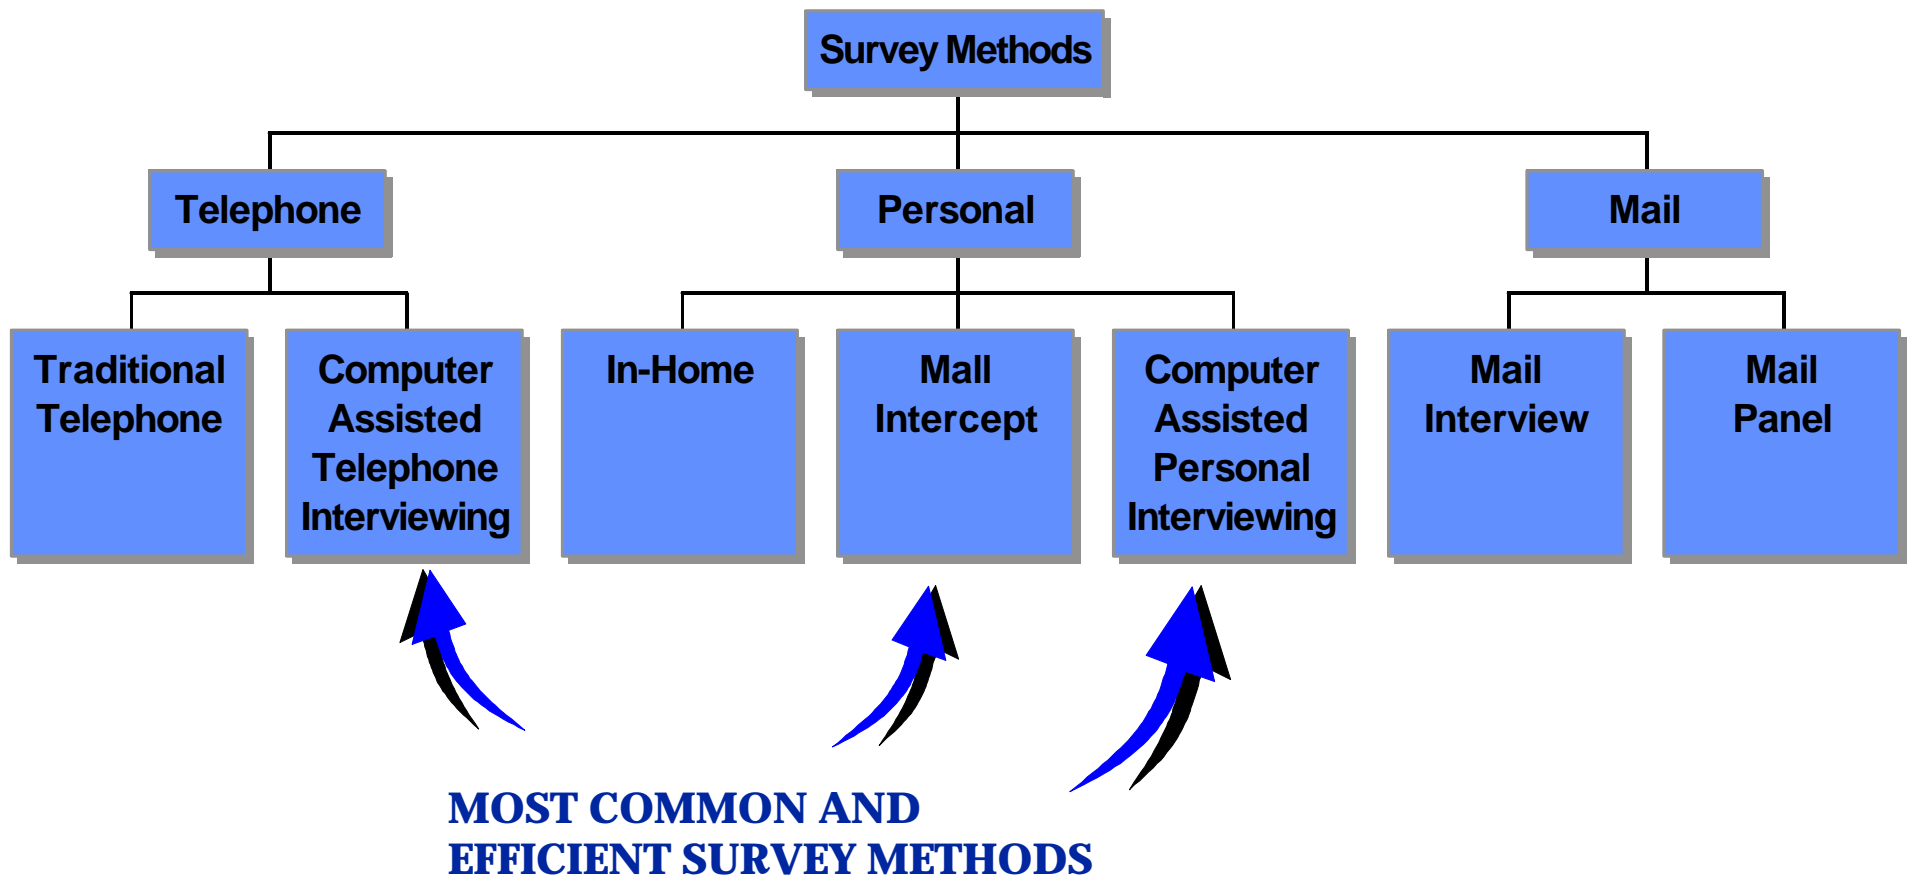 Survey Methods
Telephone
Personal
Mail
Traditional
Telephone
Computer
Assisted
Telephone
Interviewing
In-Home
Mall
Intercept
Computer
Assisted
Personal
Interviewing
Mail
Interview
Mail
Panel
MOST COMMON AND
EFFICIENT SURVEY METHODS